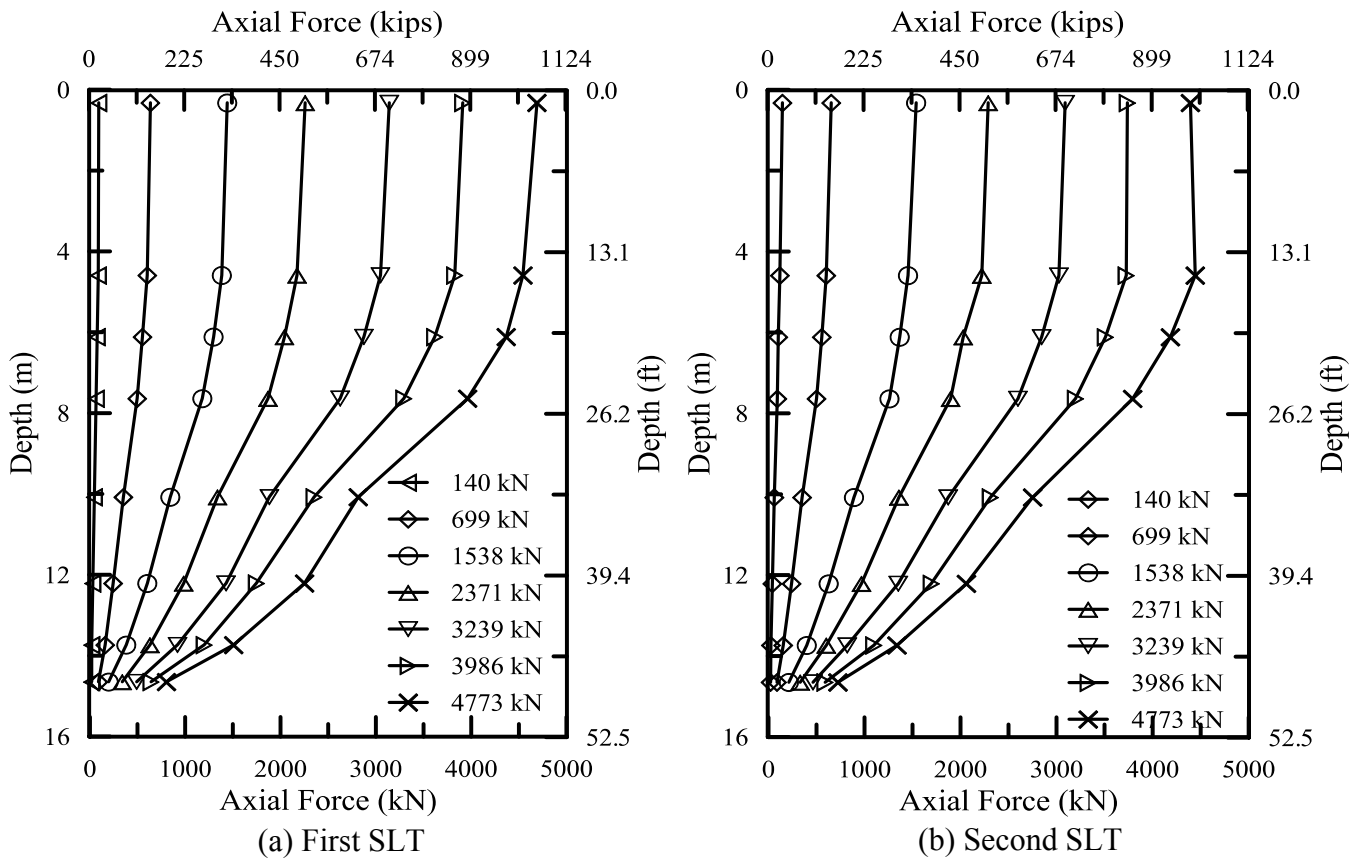 Axial Force (kips)
0 225 450 674 899 1124
0 0.0
4 13.1
8 26.2
12 39.4
16 52.5
Depth (m)
Depth (ft)
140 kN
699 kN
1538 kN
2371 kN
3239 kN
3986 kN
4773 kN
0 1000 2000 3000 4000 5000
Axial Force (kN)
(a) First SLT
Axial Force (kips)
0 225 450 674 899 1124
0 0.0
4 13.1
8 26.2
12 39.4
16 52.5
Depth (m)
Depth (ft)
140 kN
699 kN
1538 kN
2371 kN
3239 kN
3986 kN
4773 kN
0 1000 2000 3000 4000 5000
Axial Force (kN)
(b) Second SLT